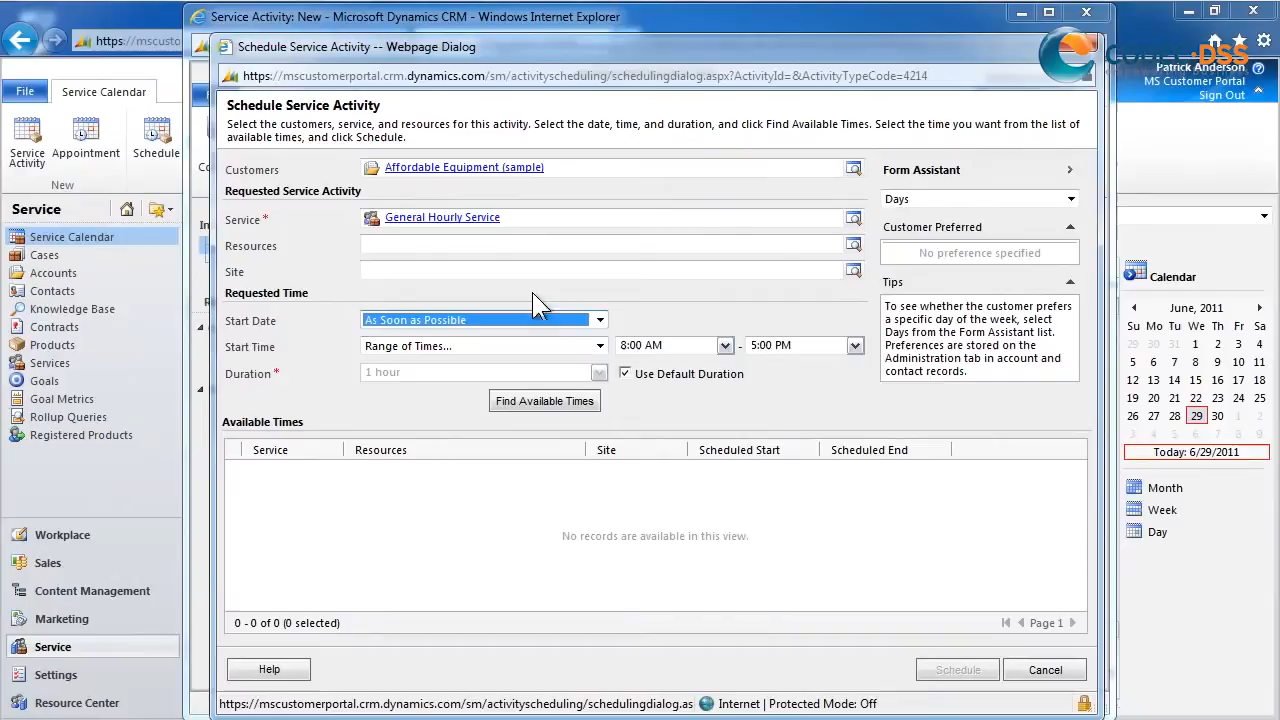 Service Activity: New - Microsoft Dynamics CRM - Windows Internet Explorer
Schedule Service Activity -- Webpage Dialog
https://mscusto
https://mscustomerportal.crm.dynamics.com/sm/activityscheduling/schedulingdialog.aspx?ActivityId=&ActivityTypeCode=4214
DSS
Patrick Anderson
MS Customer Portal
Sign Out
File
Service Calendar
Service Activity
Appointment
Schedule
New
Schedule Service Activity
Select the customers, service, and resources for this activity. Select the date, time, and duration, and click Find Available Times. Select the time you want from the list of
available times, and click Schedule.
Customers
Affordable Equipment (sample)
Requested Service Activity
Service *
General Hourly Service
Resources
Site
Requested Time
Start Date
As Soon as Possible
Start Time
Range of Times...
8:00 AM
-
5:00 PM
Duration *
1 hour
Use Default Duration
Find Available Times
Form Assistant
Days
Customer Preferred
No preference specified
Tips
To see whether the customer prefers
a specific day of the week, select
Days from the Form Assistant list.
Preferences are stored on the
Administration tab in account and
contact records.
Available Times
Service Resources Site Scheduled Start Scheduled End
No records are available in this view.
0 - 0 of 0 (0 selected)
Page 1
Help
Schedule
Cancel
https://mscustomerportal.crm.dynamics.com/sm/activityscheduling/schedulingdialog.as
Internet | Protected Mode: Off
Service
Service Calendar
Cases
Accounts
Contacts
Knowledge Base
Contracts
Products
Services
Goals
Goal Metrics
Rollup Queries
Registered Products
Workplace
Sales
Content Management
Marketing
Service
Settings
Resource Center
Calendar
June, 2011
Su Mo Tu We Th Fr Sa
29 30 31 1 2 3 4
5 6 7 8 9 10 11
12 13 14 15 16 17 18
19 20 21 22 23 24 25
26 27 28 29 30 1 2
3 4 5 6 7 8 9
Today: 6/29/2011
Month
Week
Day